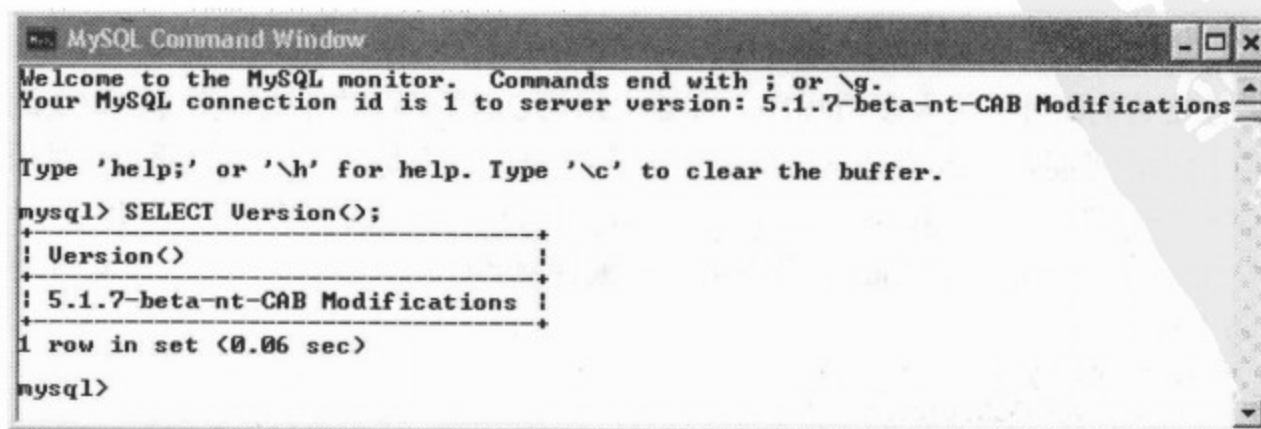 MySQL Command Window
Welcome to the MySQL monitor.  Commands end with ; or \g.
Your MySQL connection id is 1 to server version: 5.1.7-beta-nt-CAB Modifications
Type 'help;' or '\h' for help. Type '\c' to clear the buffer.
mysql> SELECT Version();
+---------------------------------+
| Version()                       |
+---------------------------------+
| 5.1.7-beta-nt-CAB Modifications |
+---------------------------------+
1 row in set (0.06 sec)
mysql>